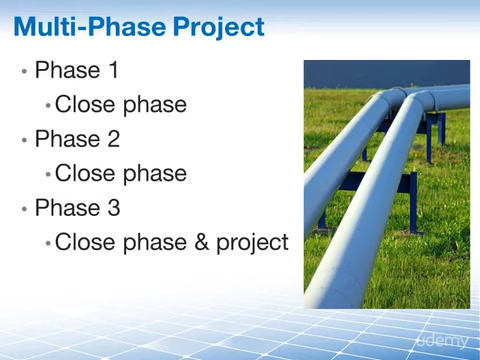 Multi-Phase Project
• Phase 1
• Close phase
• Phase 2
• Close phase
• Phase 3
• Close phase & project
udemy